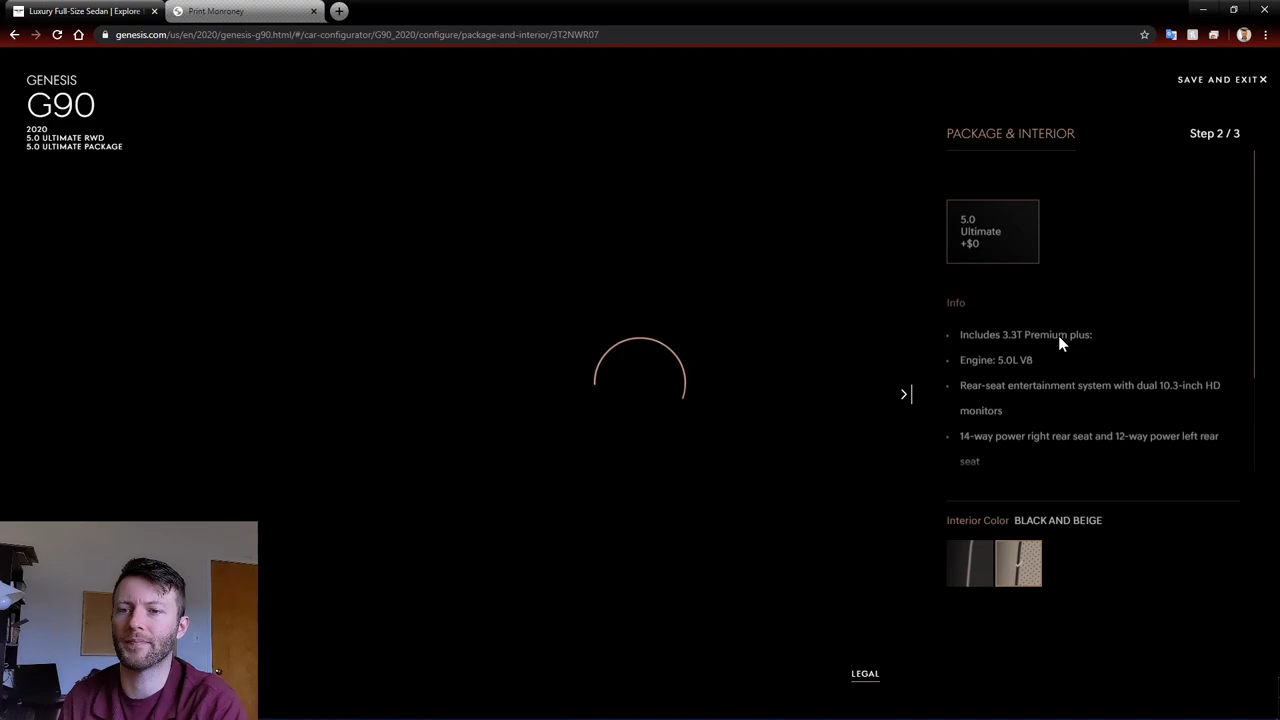 Luxury Full-Size Sedan | Explore
Print Monroney
genesis.com/us/en/2020/genesis-g90.html/#/car-configurator/G90_2020/configure/package-and-interior/3T2NWR07
GENESIS
G90
2020
5.0 ULTIMATE RWD
5.0 ULTIMATE PACKAGE
SAVE AND EXIT
PACKAGE & INTERIOR
Step 2 / 3
5.0
Ultimate
+$0
Info
Includes 3.3T Premium plus:
Engine: 5.0L V8
Rear-seat entertainment system with dual 10.3-inch HD
monitors
14-way power right rear seat and 12-way power left rear
seat
Interior Color BLACK AND BEIGE
LEGAL